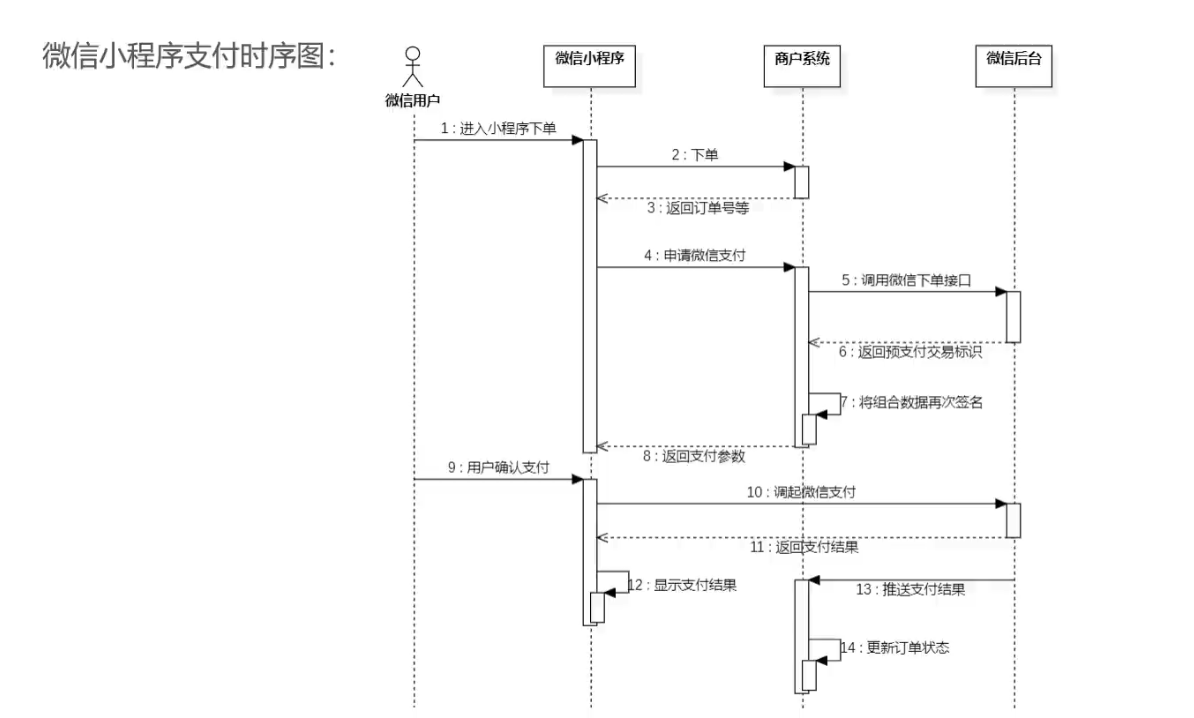 微信小程序支付时序图：
微信用户
微信小程序
商户系统
微信后台
1 : 进入小程序下单
2 : 下单
3 : 返回订单号等
4 : 申请微信支付
5 : 调用微信下单接口
6 : 返回预支付交易标识
7 : 将组合数据再次签名
8 : 返回支付参数
9 : 用户确认支付
10 : 调起微信支付
11 : 返回支付结果
12 : 显示支付结果
13 : 推送支付结果
14 : 更新订单状态